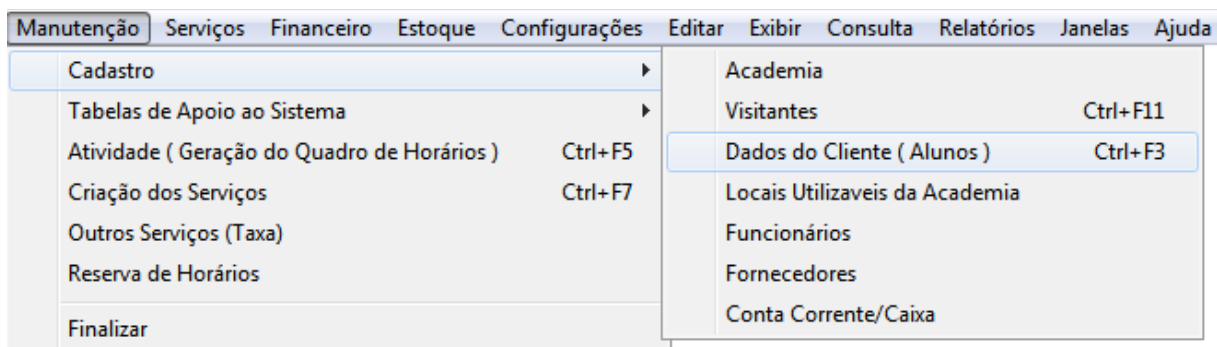 Manutenção Serviços Financeiro Estoque Configurações Editar Exibir Consulta Relatórios Janelas Ajuda
Cadastro
Tabelas de Apoio ao Sistema
Atividade ( Geração do Quadro de Horários ) Ctrl+F5
Criação dos Serviços Ctrl+F7
Outros Serviços (Taxa)
Reserva de Horários
Finalizar
Academia
Visitantes Ctrl+F11
Dados do Cliente ( Alunos ) Ctrl+F3
Locais Utilizaveis da Academia
Funcionários
Fornecedores
Conta Corrente/Caixa